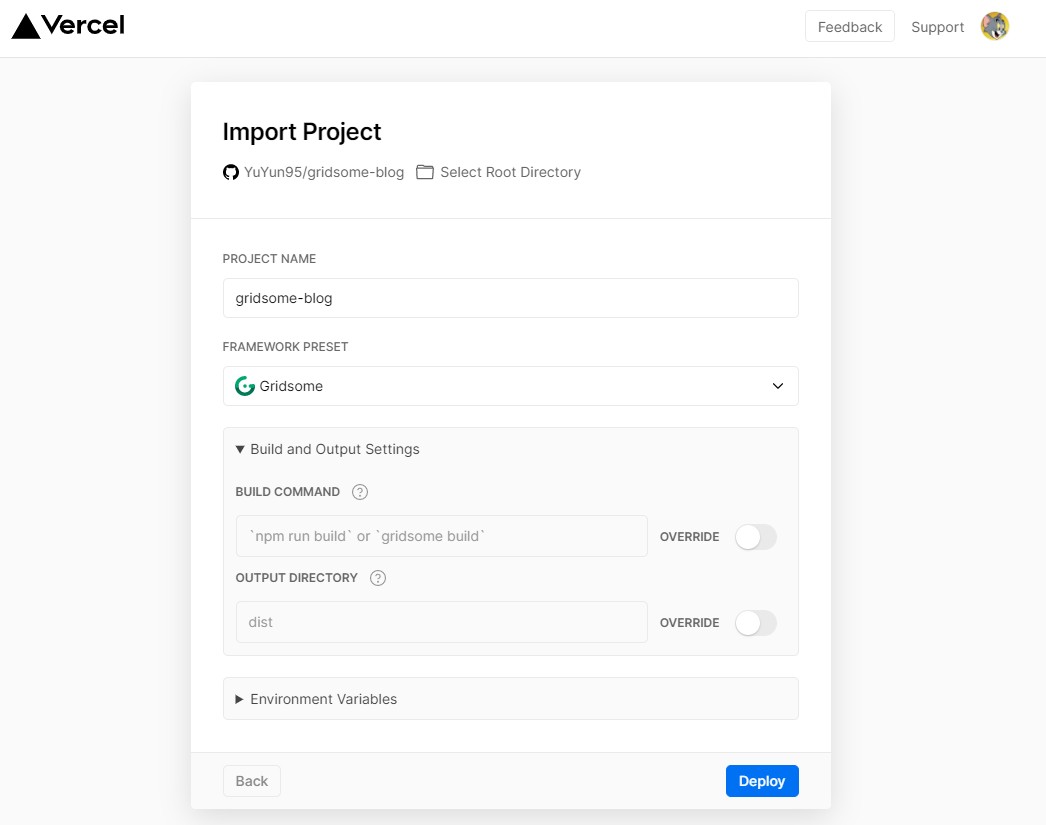 Vercel
Feedback
Support
Import Project
YuYun95/gridsome-blog Select Root Directory
PROJECT NAME
gridsome-blog
FRAMEWORK PRESET
Gridsome
Build and Output Settings
BUILD COMMAND ?
`npm run build` or `gridsome build`
OVERRIDE
OUTPUT DIRECTORY ?
dist
OVERRIDE
Environment Variables
Back
Deploy